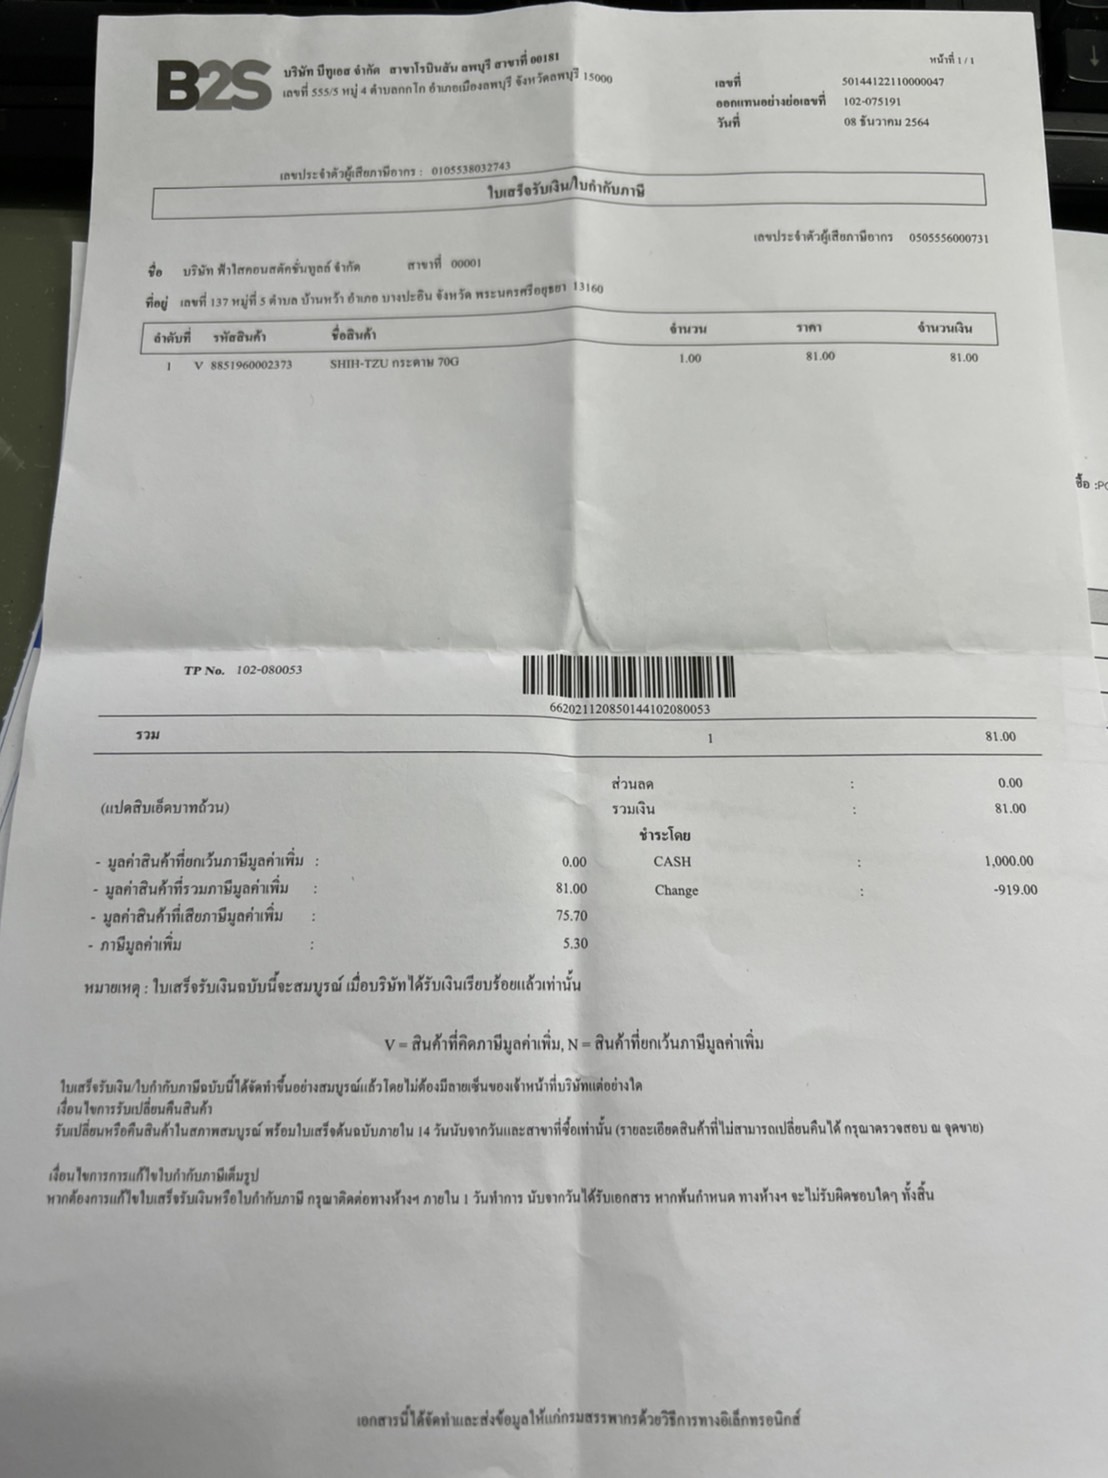 B2S
บริษัท บีทูเอส จำกัด สาขาโรบินสัน ลพบุรี สาขาที่ 00181
เลขที่ 555/5 หมู่ 4 ตำบลกกโก อำเภอเมืองลพบุรี จังหวัดลพบุรี 15000
หน้าที่ 1 / 1
เลขที่ 50144122110000047
ออกแทนอย่างย่อเลขที่ 102-075191
วันที่ 08 ธันวาคม 2564
เลขประจำตัวผู้เสียภาษีอากร : 0105538032743
ใบเสร็จรับเงิน/ใบกำกับภาษี
เลขประจำตัวผู้เสียภาษีอากร 0505556000731
ชื่อ บริษัท ฟ้าใสคอนสตัคชั่นทูลส์ จำกัด สาขาที่ 00001
ที่อยู่ เลขที่ 137 หมู่ที่ 5 ตำบล บ้านหว้า อำเภอ บางปะอิน จังหวัด พระนครศรีอยุธยา 13160
ลำดับที่ รหัสสินค้า ชื่อสินค้า จำนวน ราคา จำนวนเงิน
1 V 8851960002373 SHIH-TZU กระดาษ 70G 1.00 81.00 81.00
ซื้อ :PO
TP No. 102-080053
662021120850144102080053
รวม 1 81.00
ส่วนลด : 0.00
(แปดสิบเอ็ดบาทถ้วน) รวมเงิน : 81.00
ชำระโดย
- มูลค่าสินค้าที่ยกเว้นภาษีมูลค่าเพิ่ม : 0.00 CASH : 1,000.00
- มูลค่าสินค้าที่รวมภาษีมูลค่าเพิ่ม : 81.00 Change : -919.00
- มูลค่าสินค้าที่เสียภาษีมูลค่าเพิ่ม : 75.70
- ภาษีมูลค่าเพิ่ม : 5.30
หมายเหตุ : ใบเสร็จรับเงินฉบับนี้จะสมบูรณ์ เมื่อบริษัทได้รับเงินเรียบร้อยแล้วเท่านั้น
V = สินค้าที่คิดภาษีมูลค่าเพิ่ม, N = สินค้าที่ยกเว้นภาษีมูลค่าเพิ่ม
ใบเสร็จรับเงิน/ใบกำกับภาษีฉบับนี้ได้จัดทำขึ้นอย่างสมบูรณ์แล้วโดยไม่ต้องมีลายเซ็นของเจ้าหน้าที่บริษัทแต่อย่างใด
เงื่อนไขการรับเปลี่ยนคืนสินค้า
รับเปลี่ยนหรือคืนสินค้าในสภาพสมบูรณ์ พร้อมใบเสร็จต้นฉบับภายใน 14 วันนับจากวันและสาขาที่ซื้อเท่านั้น (รายละเอียดสินค้าที่ไม่สามารถเปลี่ยนคืนได้ กรุณาตรวจสอบ ณ จุดขาย)
เงื่อนไขการการแก้ไขใบกำกับภาษีเต็มรูป
หากต้องการแก้ไขใบเสร็จรับเงินหรือใบกำกับภาษี กรุณาติดต่อทางห้างฯ ภายใน 1 วันทำการ นับจากวันได้รับเอกสาร หากพ้นกำหนด ทางห้างฯ จะไม่รับผิดชอบใดๆ ทั้งสิ้น
เอกสารนี้ได้จัดทำและส่งข้อมูลให้แก่กรมสรรพากรด้วยวิธีการทางอิเล็กทรอนิกส์